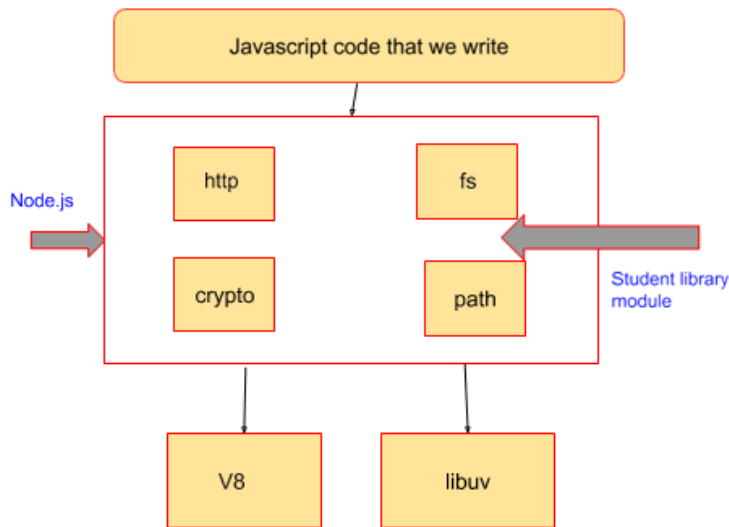 Javascript code that we write
http
fs
Node.js
crypto
path
Student library
module
V8
libuv